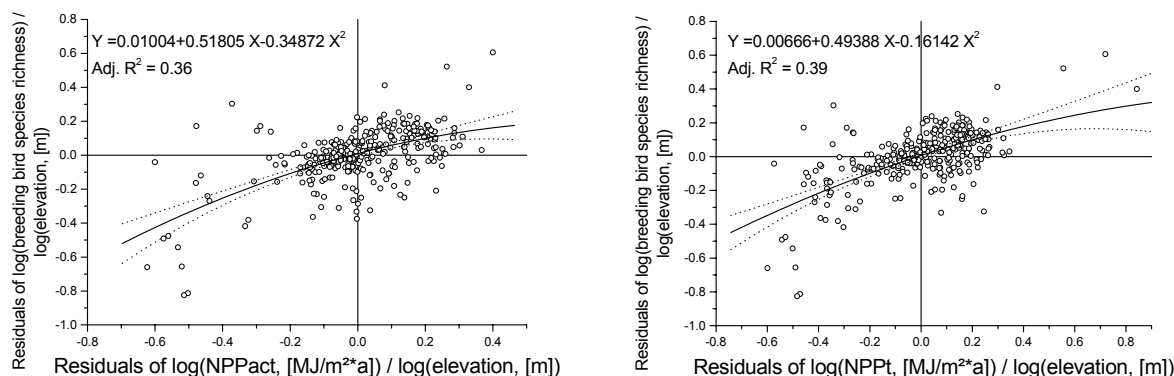 Residuals of log(breeding bird species richness) /
log(elevation, [m])
0.8
0.6
0.4
0.2
0.0
-0.2
-0.4
-0.6
-0.8
-1.0
Y =0.01004+0.51805 X-0.34872 X²
Adj. R² = 0.36
-0.8 -0.6 -0.4 -0.2 0.0 0.2 0.4
Residuals of log(NPPact, [MJ/m²*a]) / log(elevation, [m])
Residuals of log(breeding bird species richness) /
log(elevation, [m])
0.8
0.6
0.4
0.2
0.0
-0.2
-0.4
-0.6
-0.8
-1.0
Y =0.00666+0.49388 X-0.16142 X²
Adj. R² = 0.39
-0.8 -0.6 -0.4 -0.2 0.0 0.2 0.4 0.6 0.8
Residuals of log(NPPt, [MJ/m²*a]) / log(elevation, [m])